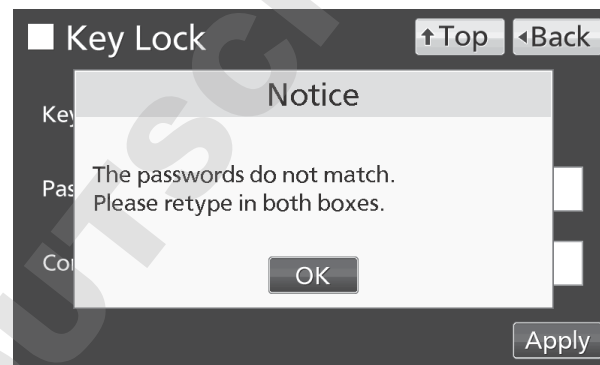 Key Lock
↑Top
◂Back
Notice
The passwords do not match.
Please retype in both boxes.
OK
Apply